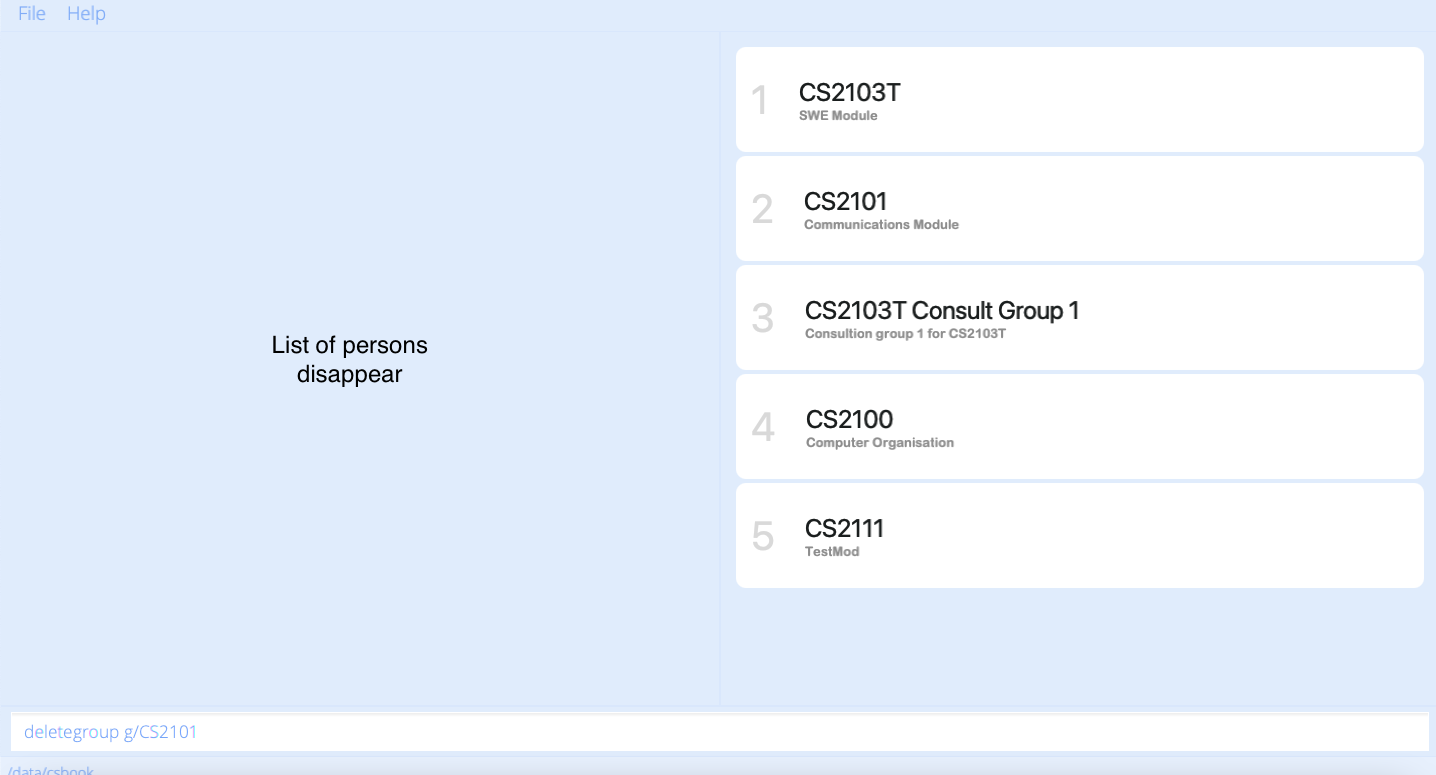 File Help
List of persons
disappear
1
CS2103T
SWE Module
2
CS2101
Communications Module
3
CS2103T Consult Group 1
Consultion group 1 for CS2103T
4
CS2100
Computer Organisation
5
CS2111
TestMod
deletegroup g/CS2101
/data/csbook